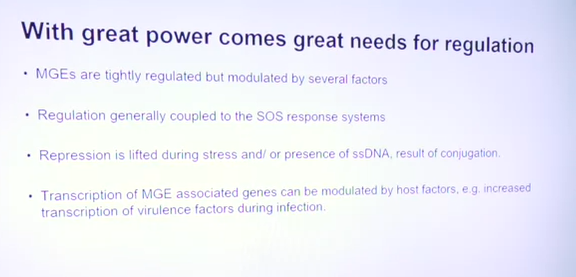 With great power comes great needs for regulation
• MGEs are tightly regulated but modulated by several factors
• Regulation generally coupled to the SOS response systems
• Repression is lifted during stress and/ or presence of ssDNA, result of conjugation.
• Transcription of MGE associated genes can be modulated by host factors, e.g. increased
transcription of virulence factors during infection.